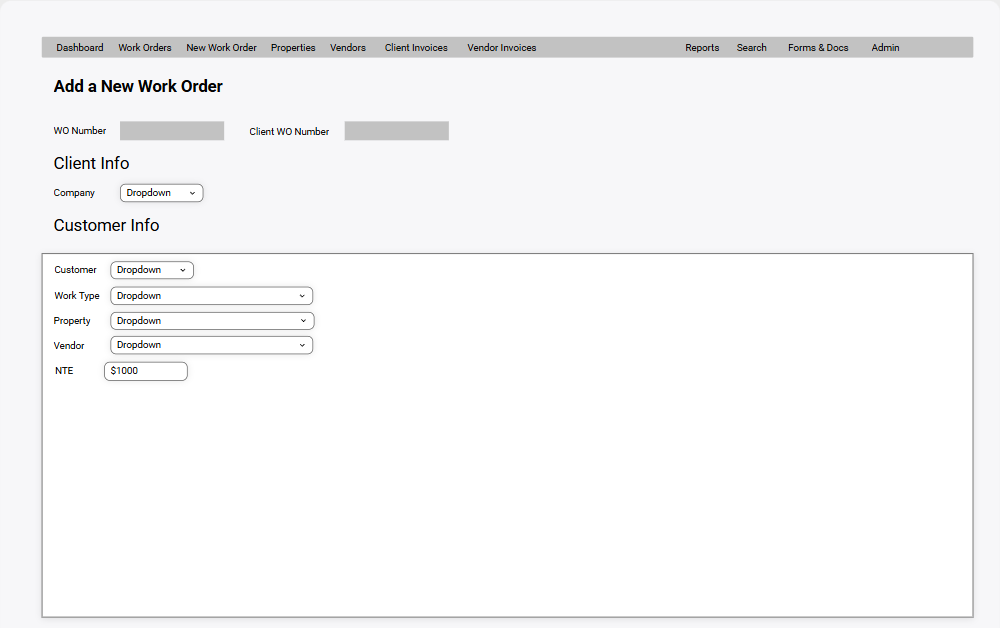 Dashboard Work Orders New Work Order Properties Vendors Client Invoices Vendor Invoices Reports Search Forms & Docs Admin
Add a New Work Order
WO Number Client WO Number
Client Info
Company Dropdown
Customer Info
Customer Dropdown
Work Type Dropdown
Property Dropdown
Vendor Dropdown
NTE $1000